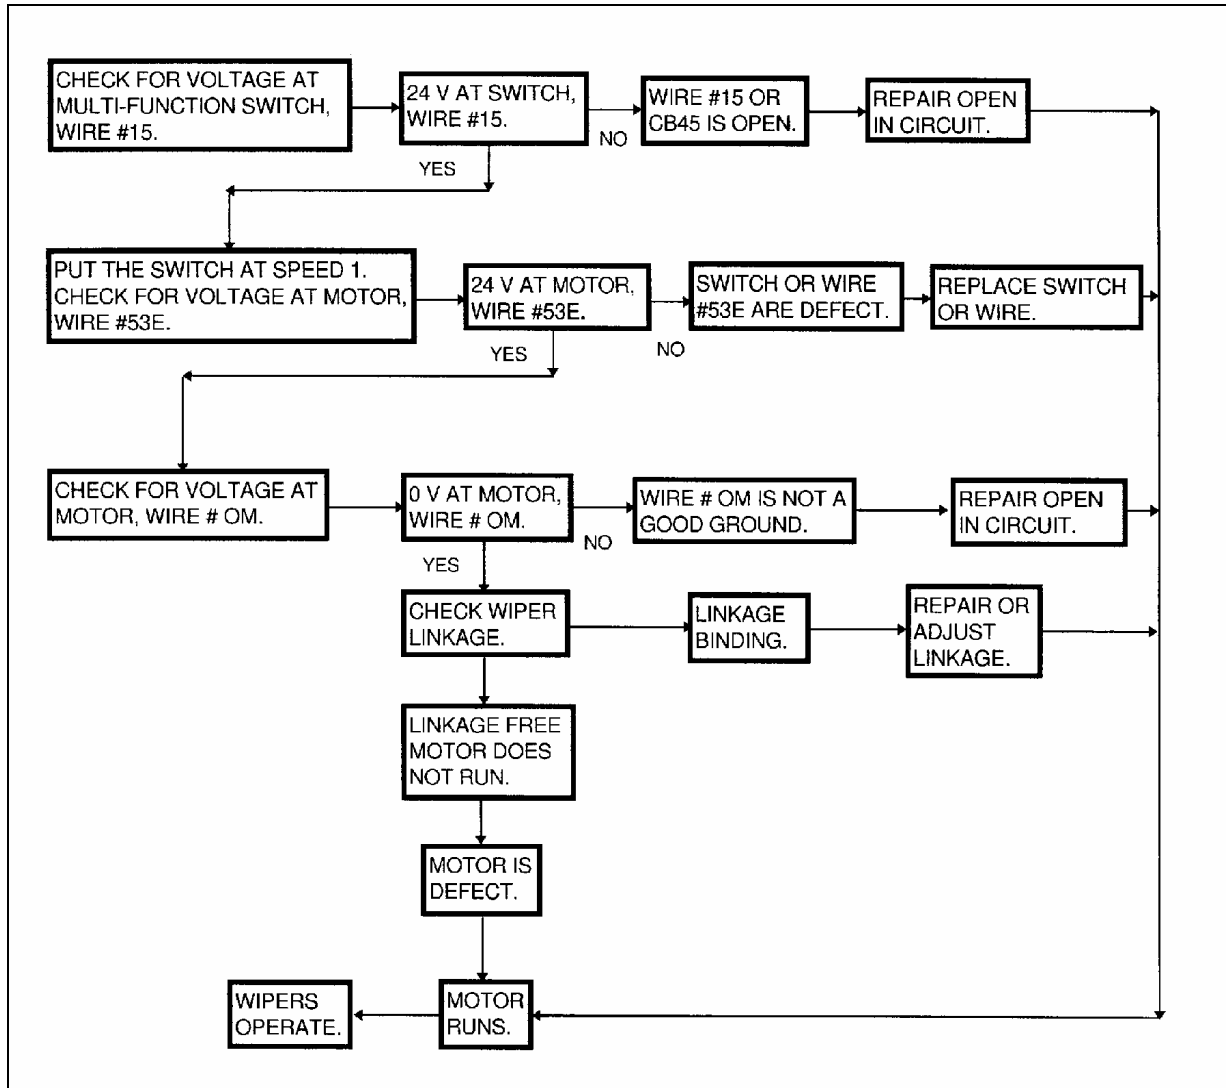 CHECK FOR VOLTAGE AT
MULTI-FUNCTION SWITCH,
WIRE #15.
24 V AT SWITCH,
WIRE #15.
NO
WIRE #15 OR
CB45 IS OPEN.
REPAIR OPEN
IN CIRCUIT.
YES
PUT THE SWITCH AT SPEED 1.
CHECK FOR VOLTAGE AT MOTOR,
WIRE #53E.
24 V AT MOTOR,
WIRE #53E.
NO
SWITCH OR WIRE
#53E ARE DEFECT.
REPLACE SWITCH
OR WIRE.
YES
CHECK FOR VOLTAGE AT
MOTOR, WIRE # OM.
0 V AT MOTOR,
WIRE # OM.
NO
WIRE # OM IS NOT A
GOOD GROUND.
REPAIR OPEN
IN CIRCUIT.
YES
CHECK WIPER
LINKAGE.
LINKAGE
BINDING.
REPAIR OR
ADJUST
LINKAGE.
LINKAGE FREE
MOTOR DOES
NOT RUN.
MOTOR IS
DEFECT.
MOTOR
RUNS.
WIPERS
OPERATE.